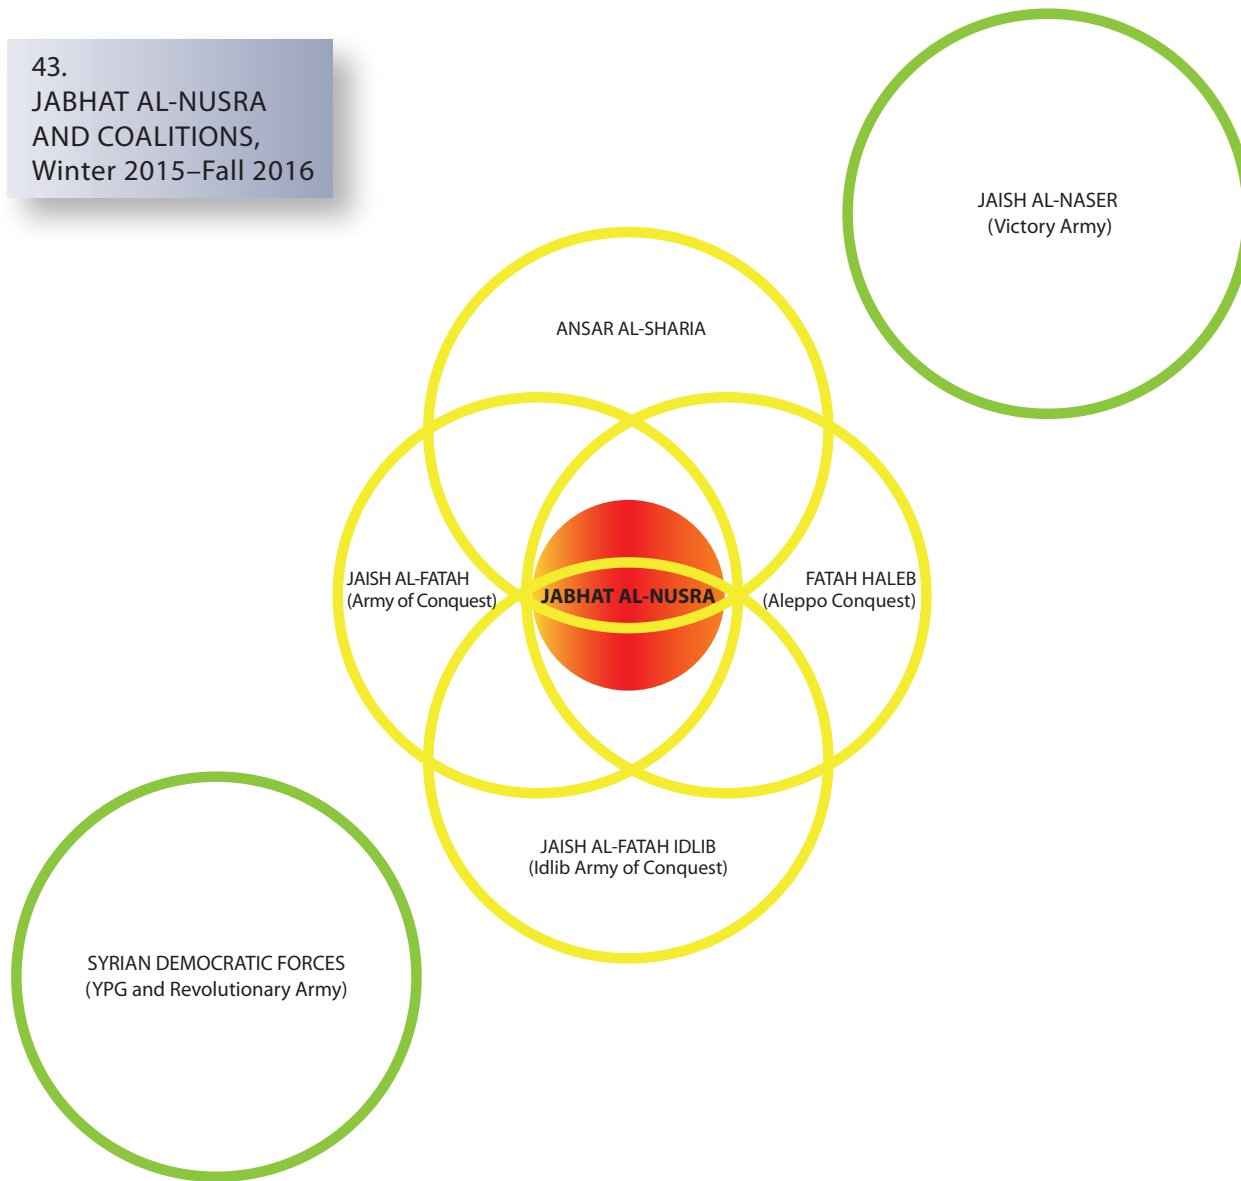 43.
JABHAT AL-NUSRA
AND COALITIONS,
Winter 2015–Fall 2016
JAISH AL-NASER
(Victory Army)
ANSAR AL-SHARIA
JAISH AL-FATAH
(Army of Conquest)
JABHAT AL-NUSRA
FATAH HALEB
(Aleppo Conquest)
JAISH AL-FATAH IDLIB
(Idlib Army of Conquest)
SYRIAN DEMOCRATIC FORCES
(YPG and Revolutionary Army)